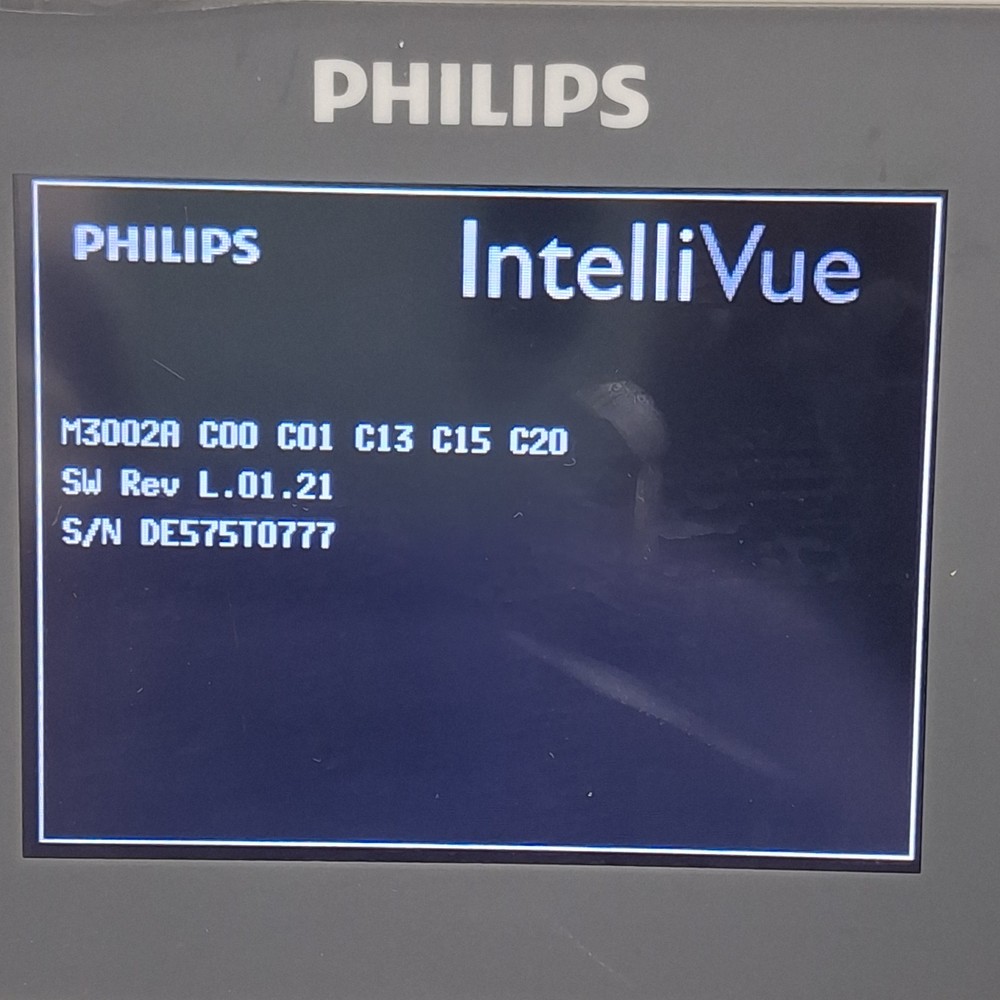 PHILIPS
PHILIPS IntelliVue
M3002A C00 C01 C13 C15 C20
SW Rev L.01.21
S/N DE575T0777